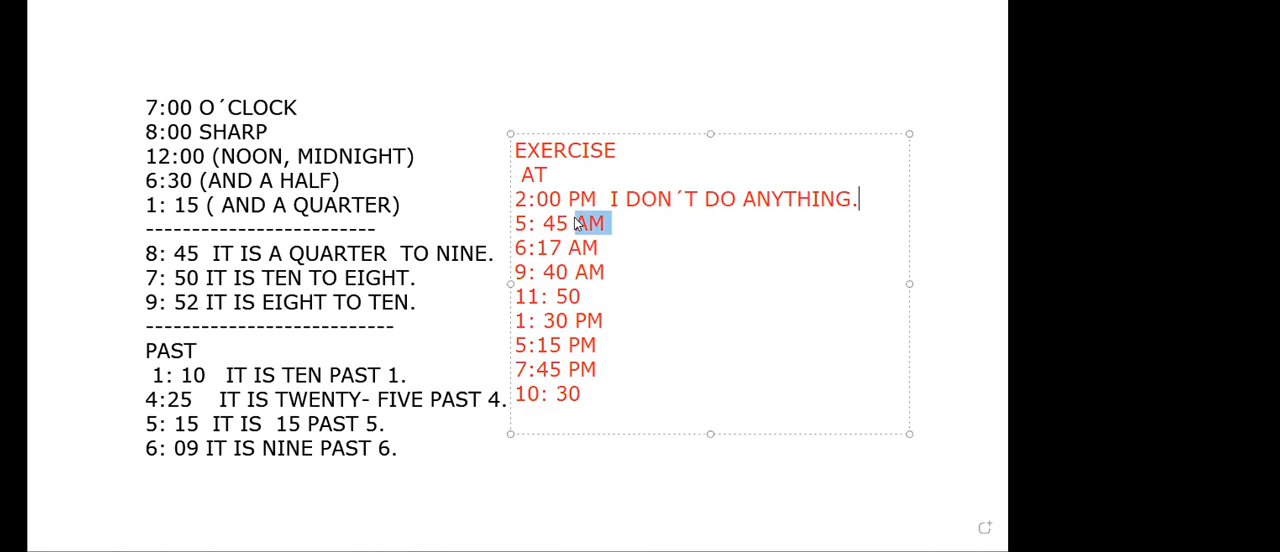 7:00 O´CLOCK
8:00 SHARP
12:00 (NOON, MIDNIGHT)
6:30 (AND A HALF)
1: 15 ( AND A QUARTER)
-------------------------
8: 45  IT IS A QUARTER  TO NINE.
7: 50 IT IS TEN TO EIGHT.
9: 52 IT IS EIGHT TO TEN.
---------------------------
PAST
1: 10   IT IS TEN PAST 1.
4:25    IT IS TWENTY- FIVE PAST 4.
5: 15  IT IS  15 PAST 5.
6: 09 IT IS NINE PAST 6.
EXERCISE
AT
2:00 PM  I DON´T DO ANYTHING.
5: 45 AM
6:17 AM
9: 40 AM
11: 50
1: 30 PM
5:15 PM
7:45 PM
10: 30